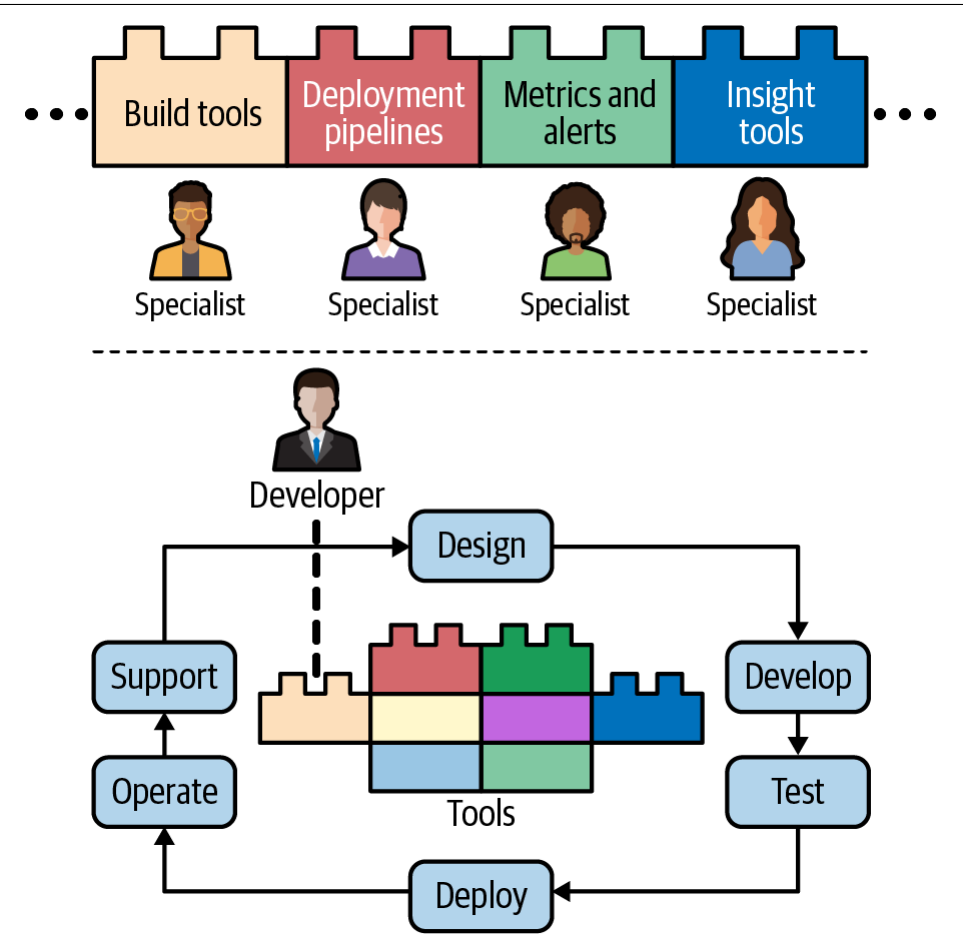 Build tools
Deployment
pipelines
Metrics and
alerts
Insight
tools
Specialist
Specialist
Specialist
Specialist
Developer
Design
Support
Develop
Operate
Test
Tools
Deploy